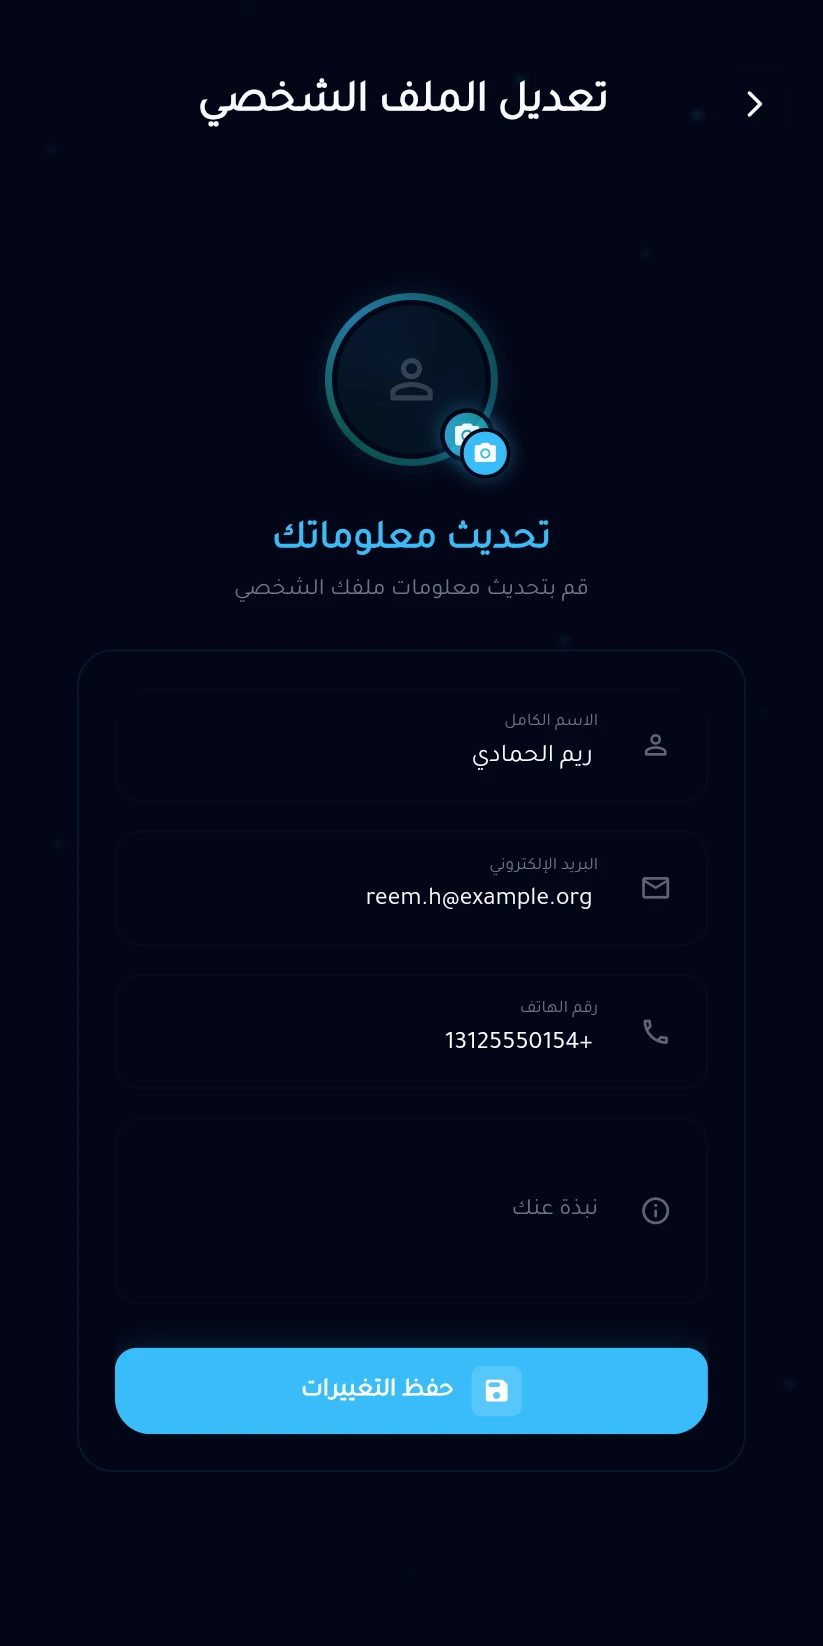 تعديل الملف الشخصي
تحديث معلوماتك
قم بتحديث معلومات ملفك الشخصي
الاسم الكامل
ريم الحمادي
البريد الإلكتروني
reem.h@example.org
رقم الهاتف
13125550154+
نبذة عنك
حفظ التغييرات